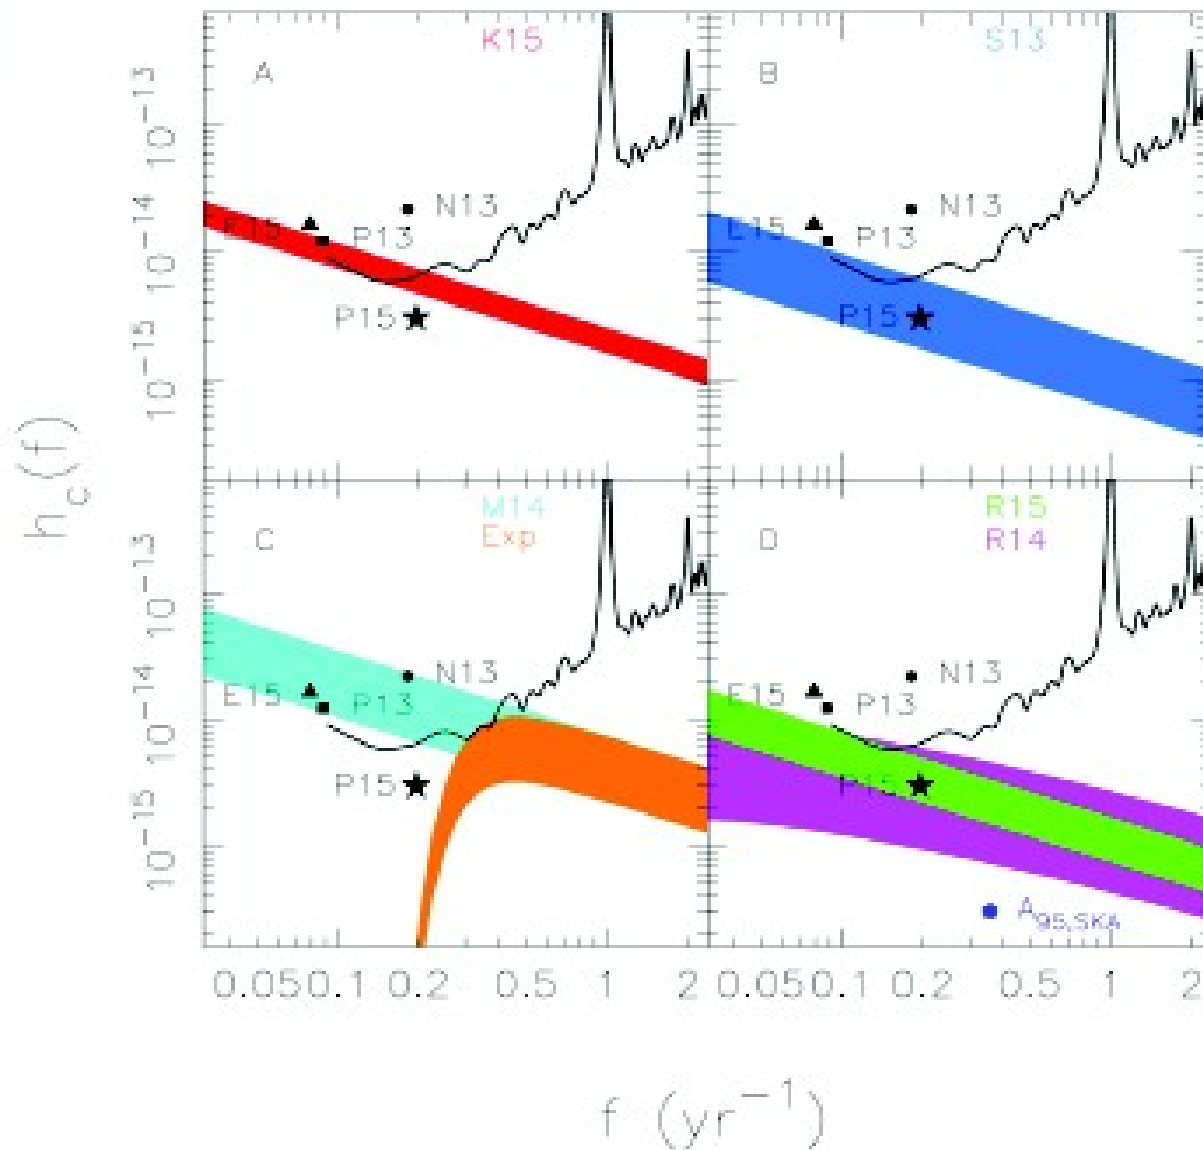 K15
S13
A
B
10⁻¹³
10⁻¹⁴
10⁻¹⁵
E15
P13
N13
P15
E15
P13
N13
P15
h_c(f)
M14
Exp
R15
R14
C
D
10⁻¹³
10⁻¹⁴
10⁻¹⁵
E15
P13
N13
P15
E15
P13
N13
P15
A₉₅,SKA
0.05 0.1 0.2 0.5 1 2 0.05 0.1 0.2 0.5 1 2
f (yr⁻¹)